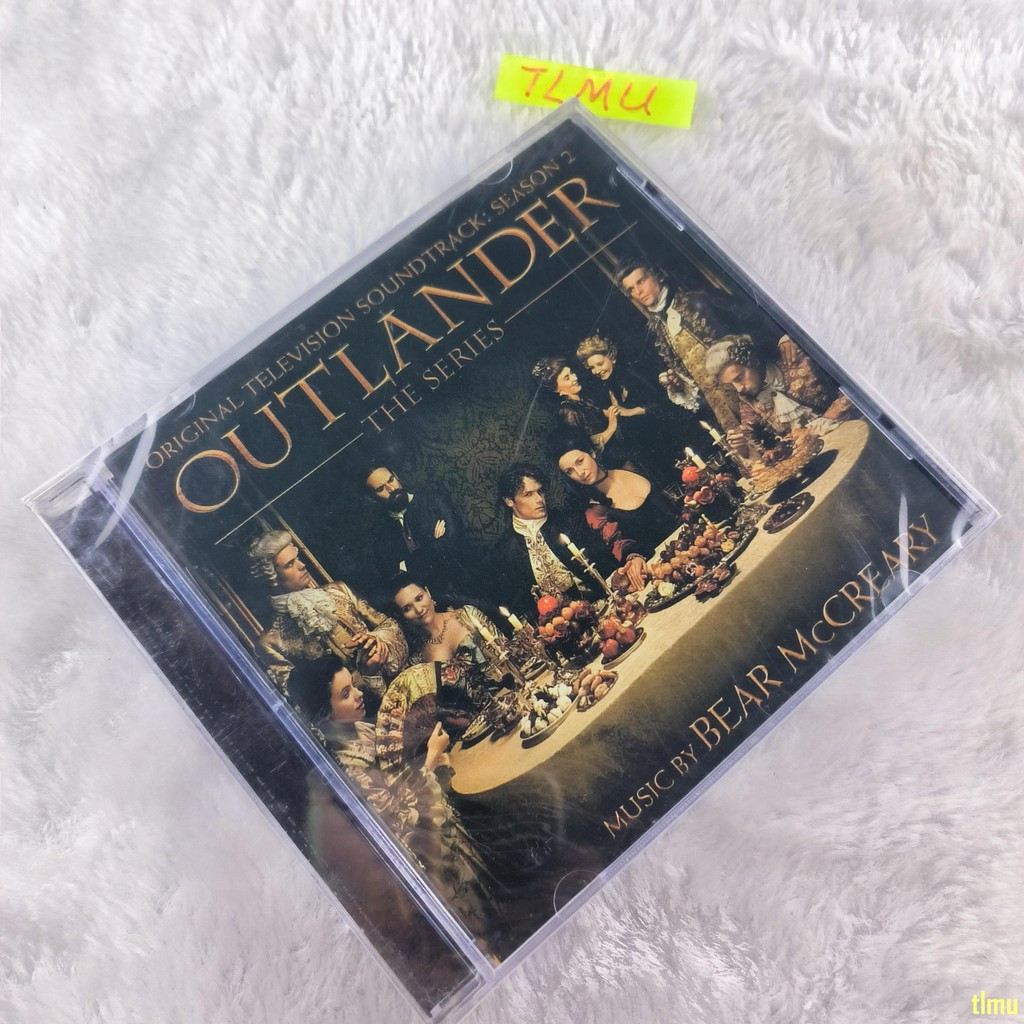 TLMU
ORIGINAL TELEVISION SOUNDTRACK: SEASON 2
OUTLANDER
THE SERIES
MUSIC BY BEAR McCREARY
tlmu